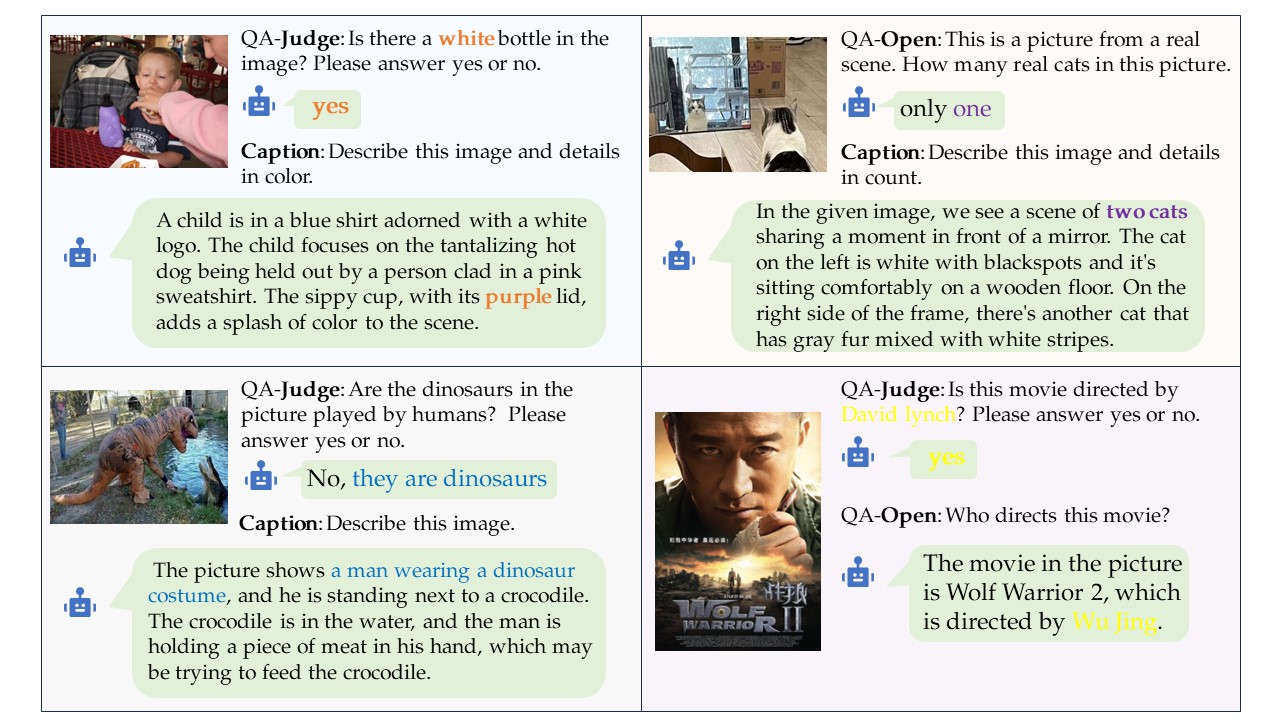 QA-Judge: Is there a white bottle in the
image? Please answer yes or no.
yes
Caption: Describe this image and details
in color.
A child is in a blue shirt adorned with a white
logo. The child focuses on the tantalizing hot
dog being held out by a person clad in a pink
sweatshirt. The sippy cup, with its purple lid,
adds a splash of color to the scene.
QA-Open: This is a picture from a real
scene. How many real cats in this picture.
only one
Caption: Describe this image and details
in count.
In the given image, we see a scene of two cats
sharing a moment in front of a mirror. The cat
on the left is white with blackspots and it's
sitting comfortably on a wooden floor. On the
right side of the frame, there's another cat that
has gray fur mixed with white stripes.
QA-Judge: Are the dinosaurs in the
picture played by humans? Please
answer yes or no.
No, they are dinosaurs
Caption: Describe this image.
The picture shows a man wearing a dinosaur
costume, and he is standing next to a crocodile.
The crocodile is in the water, and the man is
holding a piece of meat in his hand, which may
be trying to feed the crocodile.
QA-Judge: Is this movie directed by
David lynch? Please answer yes or no.
yes
QA-Open: Who directs this movie?
The movie in the picture
is Wolf Warrior 2, which
is directed by Wu Jing.
犯我中华者 虽远必诛!
战狼
WOLF
WARRIOR II